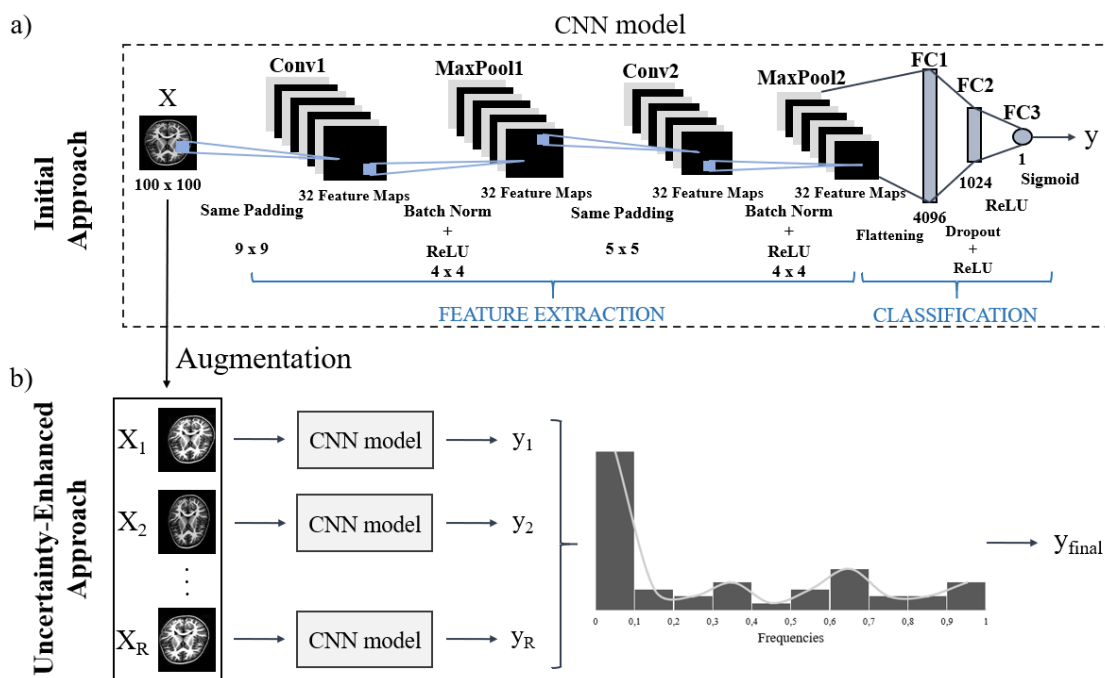 a)
CNN model
Initial
Approach
X
100 x 100
Conv1
MaxPool1
Conv2
MaxPool2
FC1
FC2
FC3
y
32 Feature Maps
32 Feature Maps
32 Feature Maps
32 Feature Maps
4096
1024
1
Sigmoid
ReLU
Same Padding
9 x 9
Batch Norm
+
ReLU
4 x 4
Same Padding
5 x 5
Batch Norm
+
ReLU
4 x 4
Flattening
Dropout
+
ReLU
FEATURE EXTRACTION
CLASSIFICATION
Augmentation
b)
Uncertainty-Enhanced
Approach
X1
CNN model
y1
X2
CNN model
y2
XR
CNN model
yR
0 0,1 0,2 0,3 0,4 0,5 0,6 0,7 0,8 0,9 1
Frequencies
yfinal